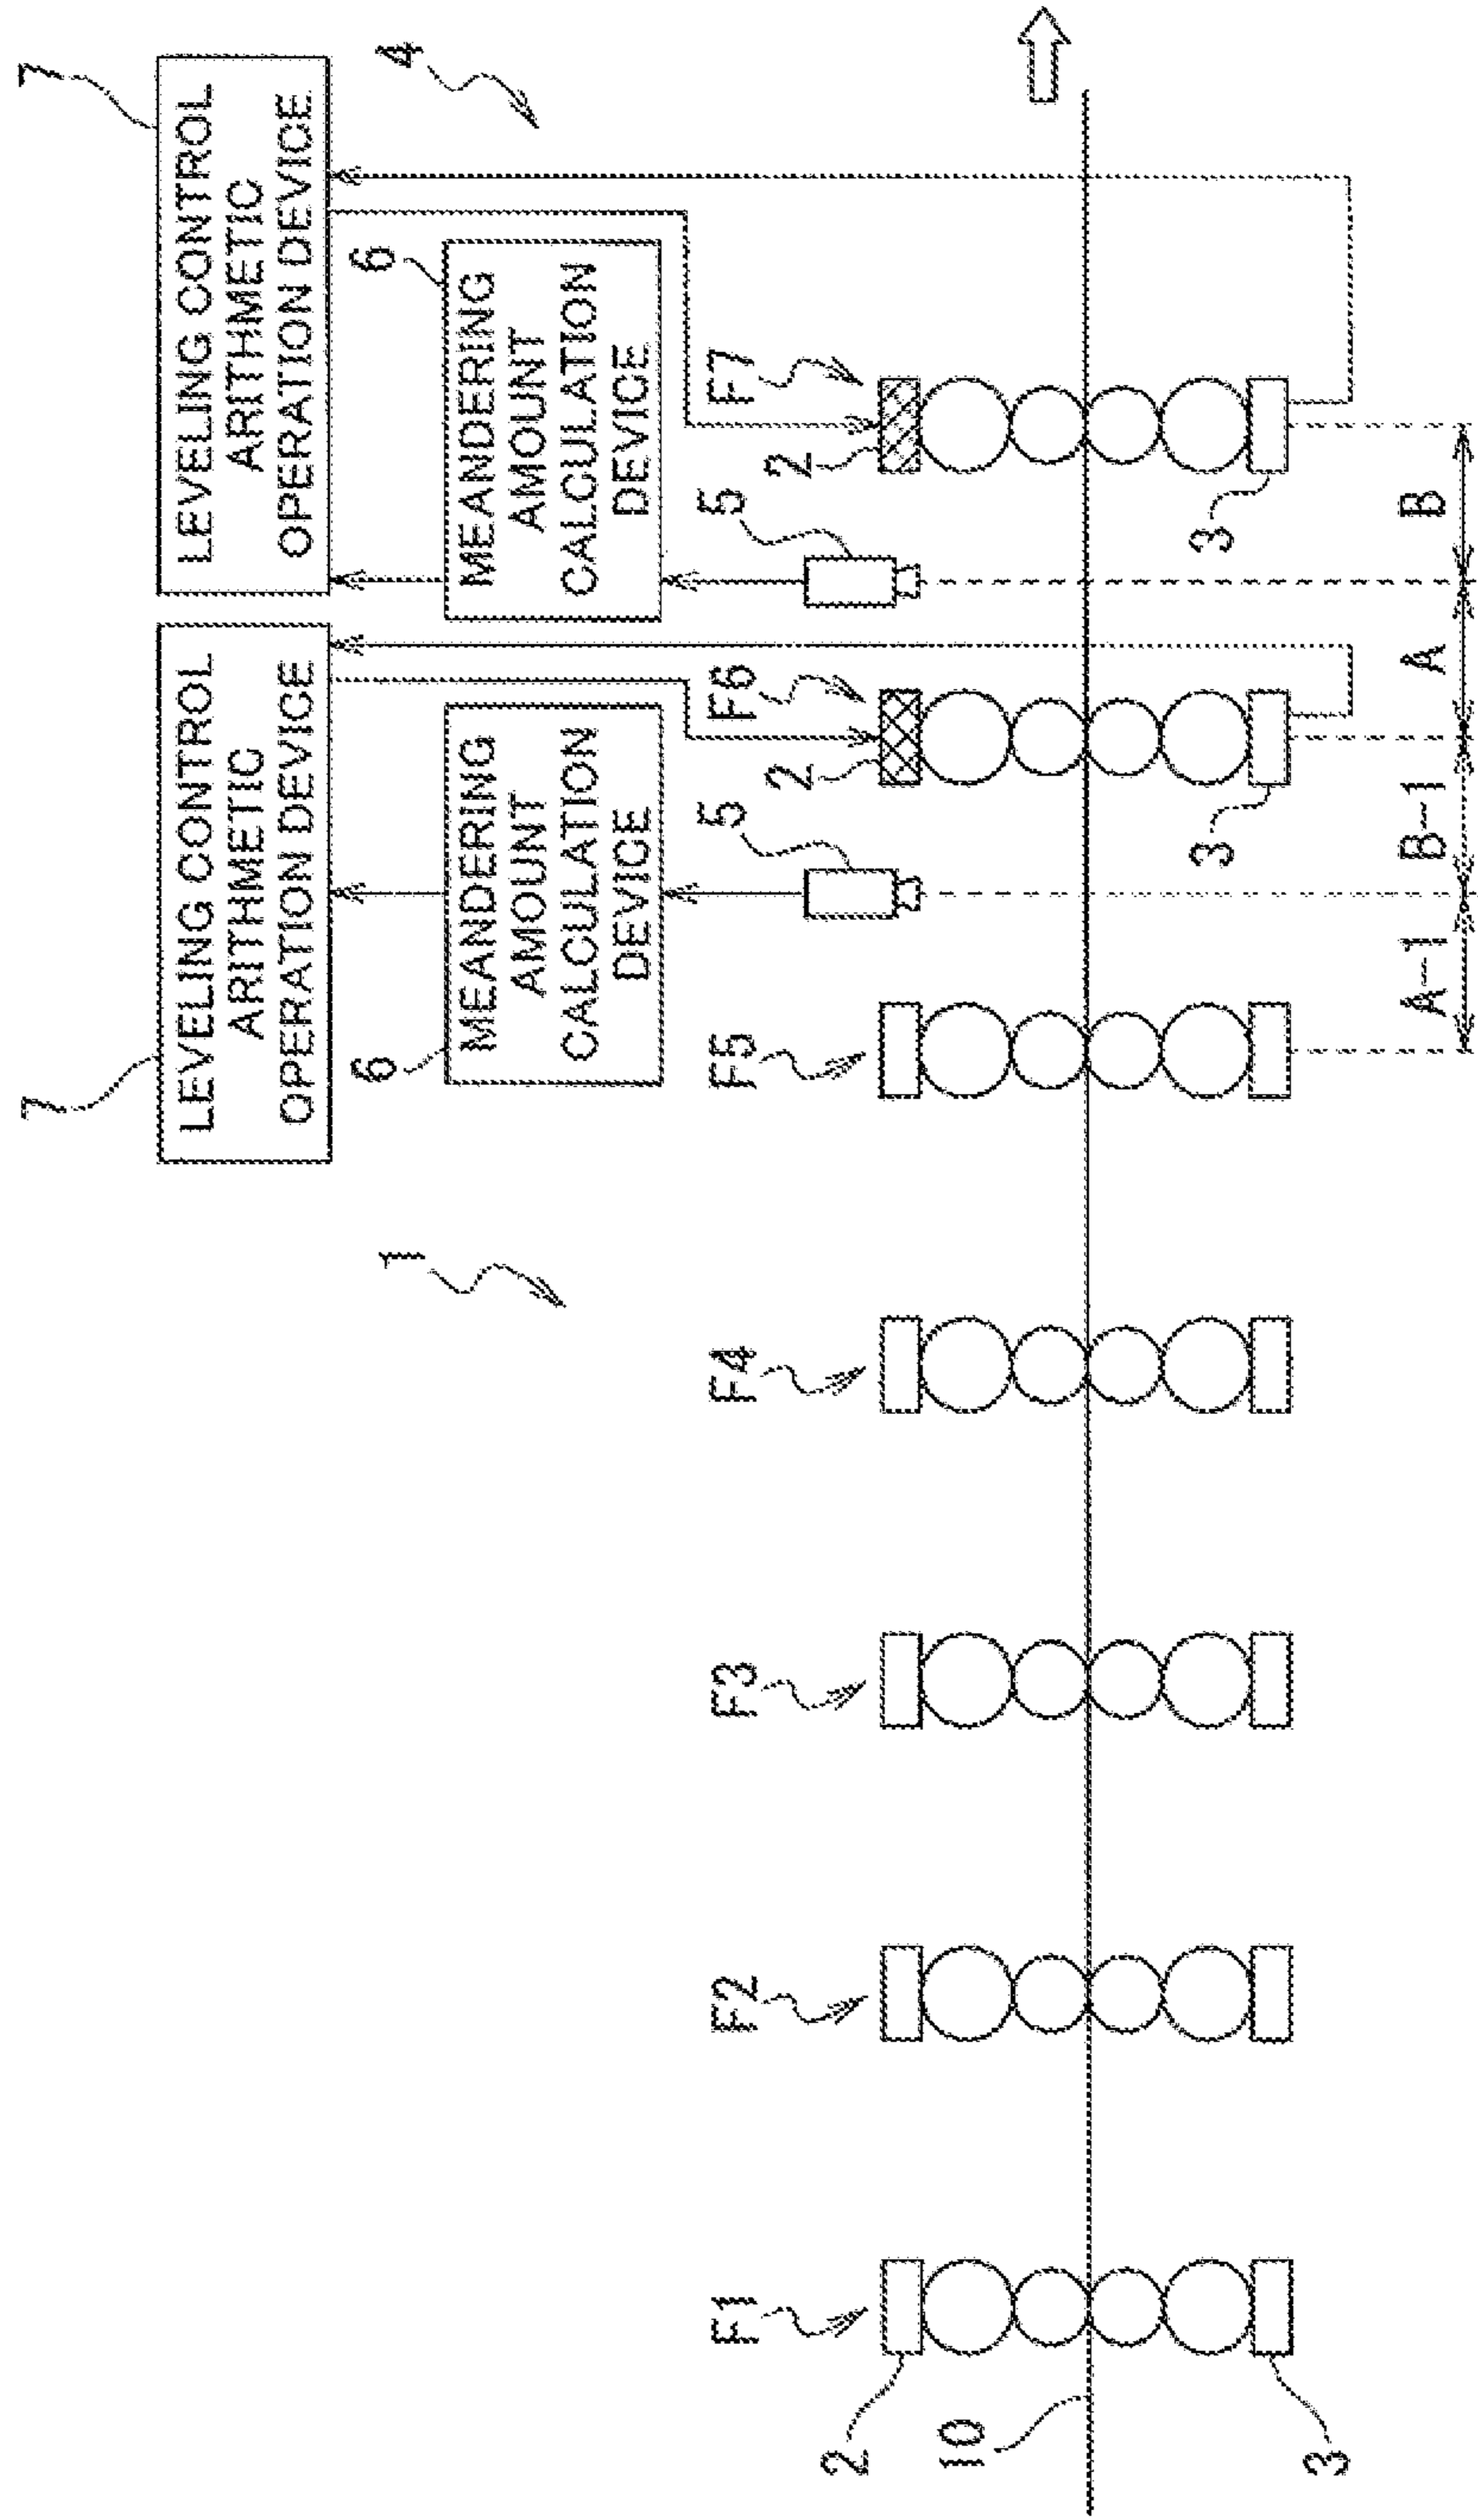 7
LEVELING CONTROL
ARITHMETIC
OPERATION DEVICE
7
LEVELING CONTROL
ARITHMETIC
OPERATION DEVICE
4
6
MEANDERING
AMOUNT
CALCULATION
DEVICE
6
MEANDERING
AMOUNT
CALCULATION
DEVICE
1
F1
F2
F3
F4
F5
F6
F7
5
5
2
2
2
10
3
3
3
A-1
B-1
A
B